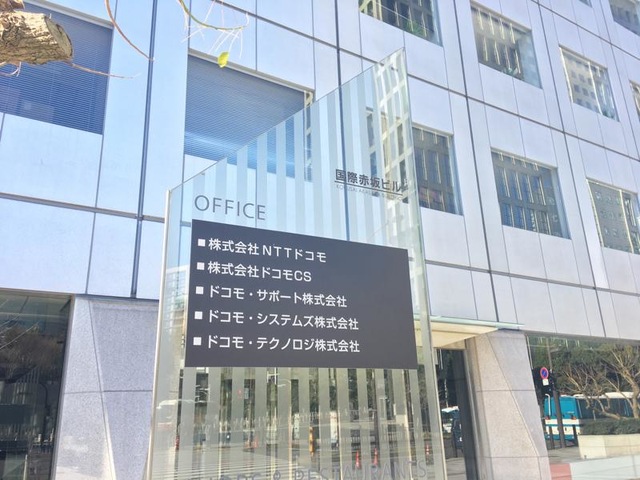 国際赤坂ビル
OFFICE
■株式会社NTTドコモ
■株式会社ドコモCS
■ドコモ・サポート株式会社
■ドコモ・システムズ株式会社
■ドコモ・テクノロジ株式会社
& RESTAURANTS